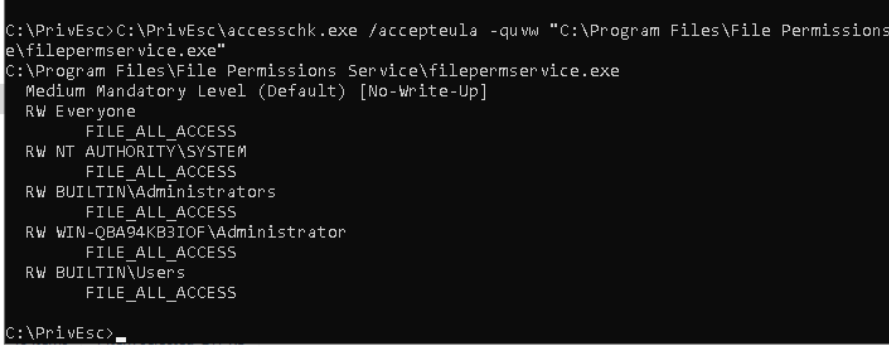 C:\PrivEsc>C:\PrivEsc\accesschk.exe /accepteula -quvw "C:\Program Files\File Permissions
e\filepermservice.exe"
C:\Program Files\File Permissions Service\filepermservice.exe
  Medium Mandatory Level (Default) [No-Write-Up]
  RW Everyone
        FILE_ALL_ACCESS
  RW NT AUTHORITY\SYSTEM
        FILE_ALL_ACCESS
  RW BUILTIN\Administrators
        FILE_ALL_ACCESS
  RW WIN-QBA94KB3IOF\Administrator
        FILE_ALL_ACCESS
  RW BUILTIN\Users
        FILE_ALL_ACCESS
C:\PrivEsc>